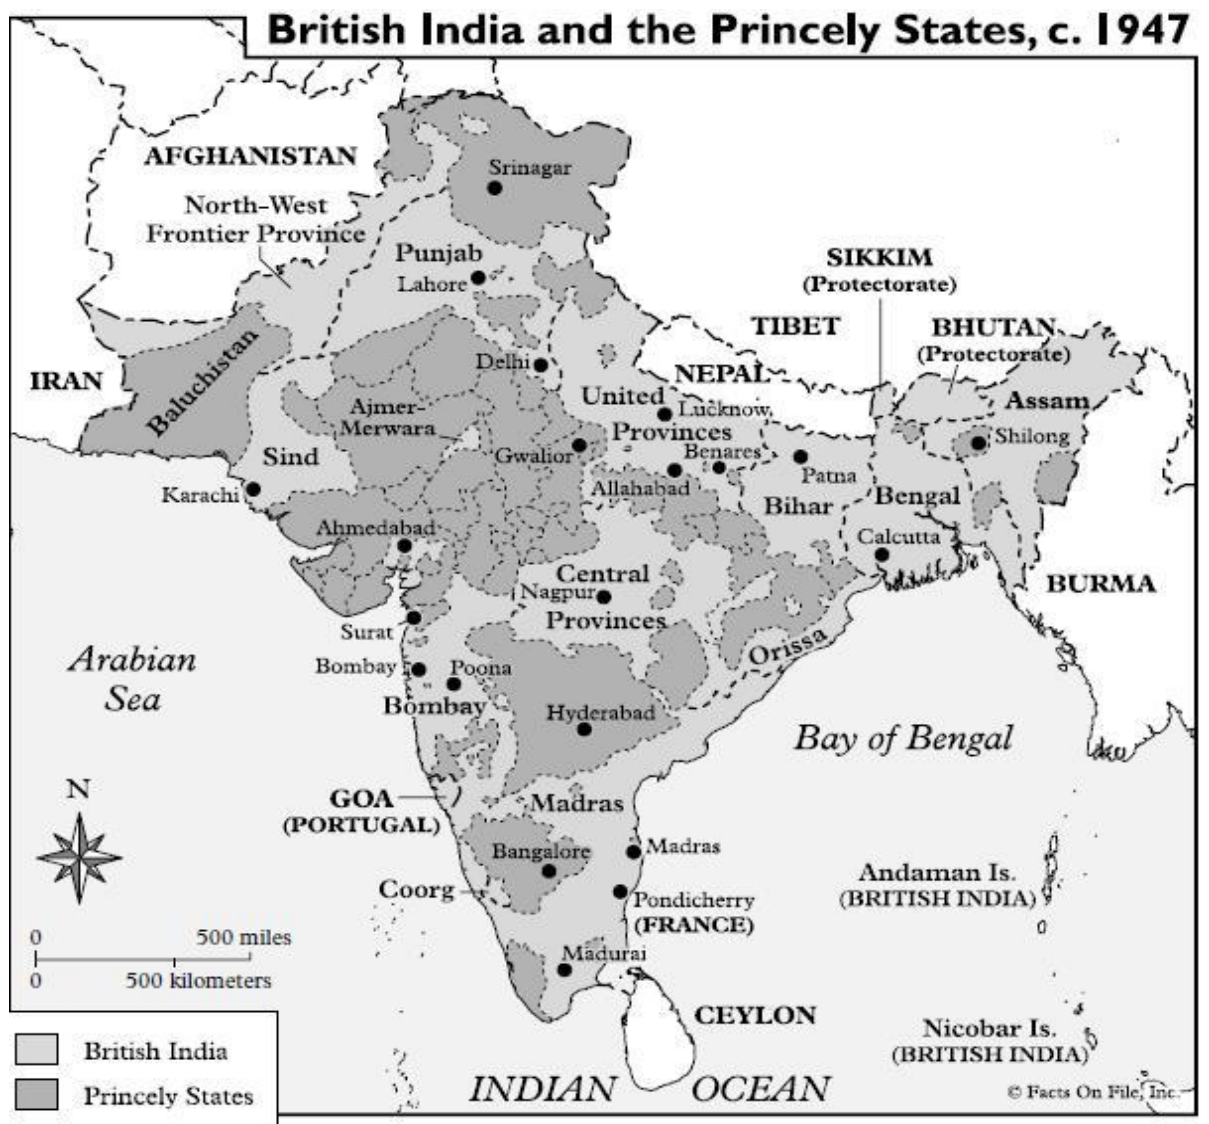 British India and the Princely States, c. 1947
AFGHANISTAN
Srinagar
North-West
Frontier Province
Punjab
Lahore
SIKKIM
(Protectorate)
TIBET
BHUTAN
(Protectorate)
IRAN
Baluchistan
Delhi
NEPAL
United
Provinces
Lucknow
Assam
Ajmer-
Merwara
Gwalior
Benares
Shilong
Sind
Allahabad
Patna
Karachi
Bihar
Bengal
Ahmedabad
Calcutta
Central
Provinces
Nagpur
BURMA
Surat
Orissa
Arabian
Sea
Bombay
Poona
Bombay
Hyderabad
Bay of Bengal
N
GOA
(PORTUGAL)
Madras
Bangalore
Madras
Coorg
Pondicherry
(FRANCE)
Andaman Is.
(BRITISH INDIA)
0 500 miles
0 500 kilometers
Madurai
CEYLON
Nicobar Is.
(BRITISH INDIA)
British India
Princely States
INDIAN OCEAN
© Facts On File, Inc.